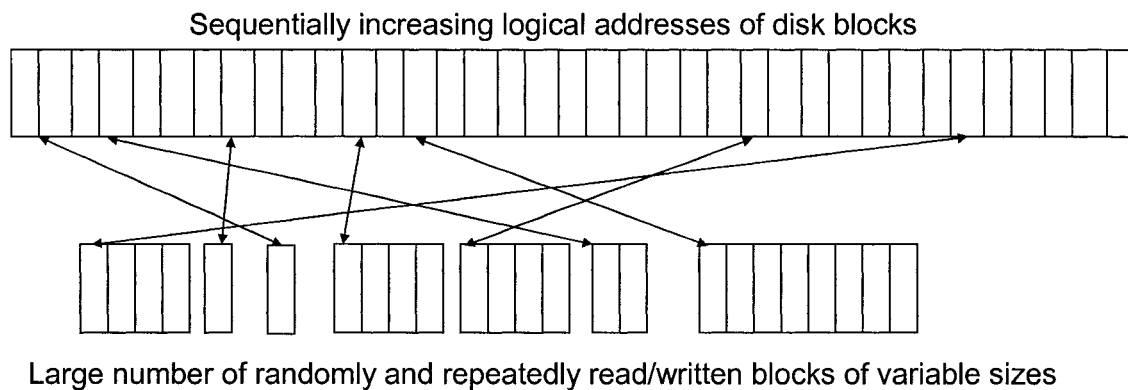 Sequentially increasing logical addresses of disk blocks
Large number of randomly and repeatedly read/written blocks of variable sizes